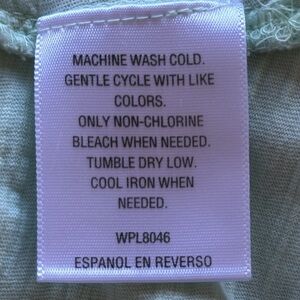 MACHINE WASH COLD.
GENTLE CYCLE WITH LIKE
COLORS.
ONLY NON-CHLORINE
BLEACH WHEN NEEDED.
TUMBLE DRY LOW.
COOL IRON WHEN
NEEDED.
WPL8046
ESPANOL EN REVERSO